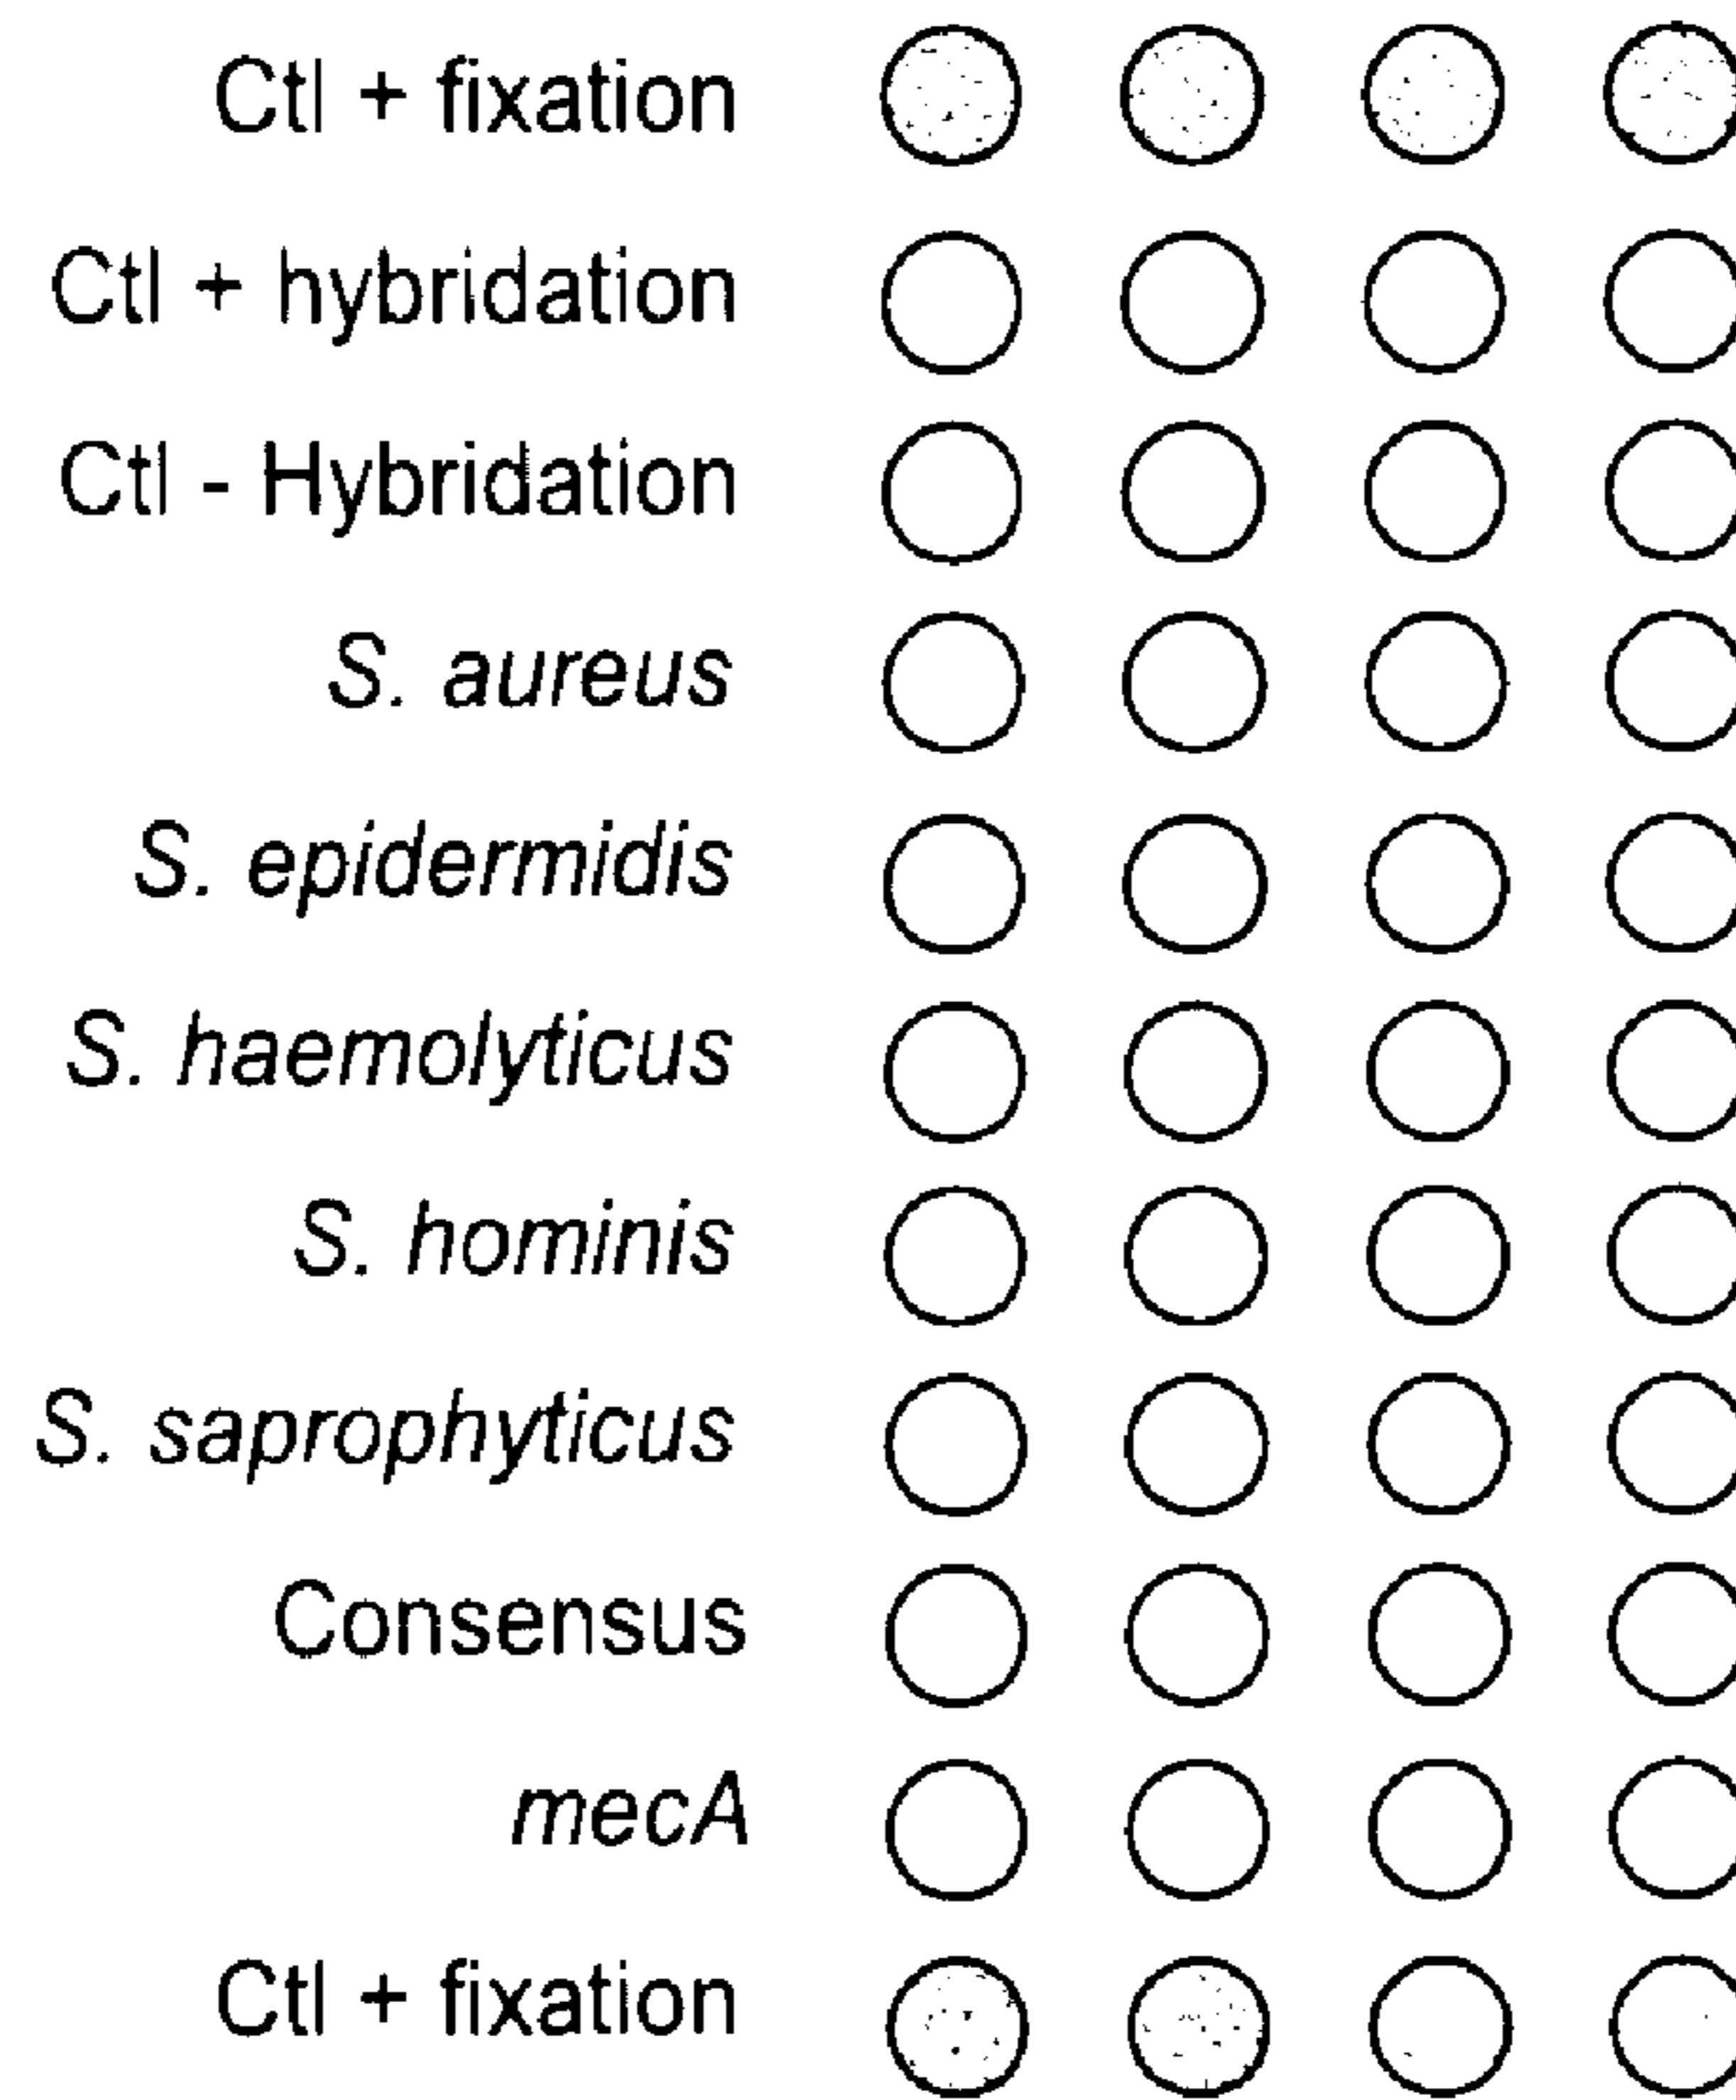 Ctl + fixation
Ctl + hybridation
Ctl - Hybridation
S. aureus
S. epidermidis
S. haemolyticus
S. hominis
S. saprophyticus
Consensus
mecA
Ctl + fixation